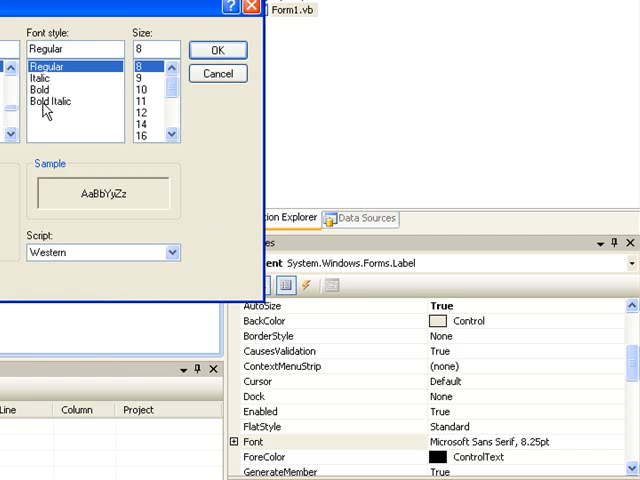 Form1.vb
Font style:
Size:
Regular
8
OK
Regular
8
Italic
9
Cancel
Bold
10
Bold Italic
11
12
14
16
Sample
AaBbYyZz
Explorer
Data Sources
Script:
Western
System.Windows.Forms.Label
AutoSize True
BackColor Control
BorderStyle None
CausesValidation True
ContextMenuStrip (none)
Cursor Default
Dock None
Enabled True
FlatStyle Standard
Font Microsoft Sans Serif, 8.25pt
ForeColor ControlText
GenerateMember True
Line Column Project